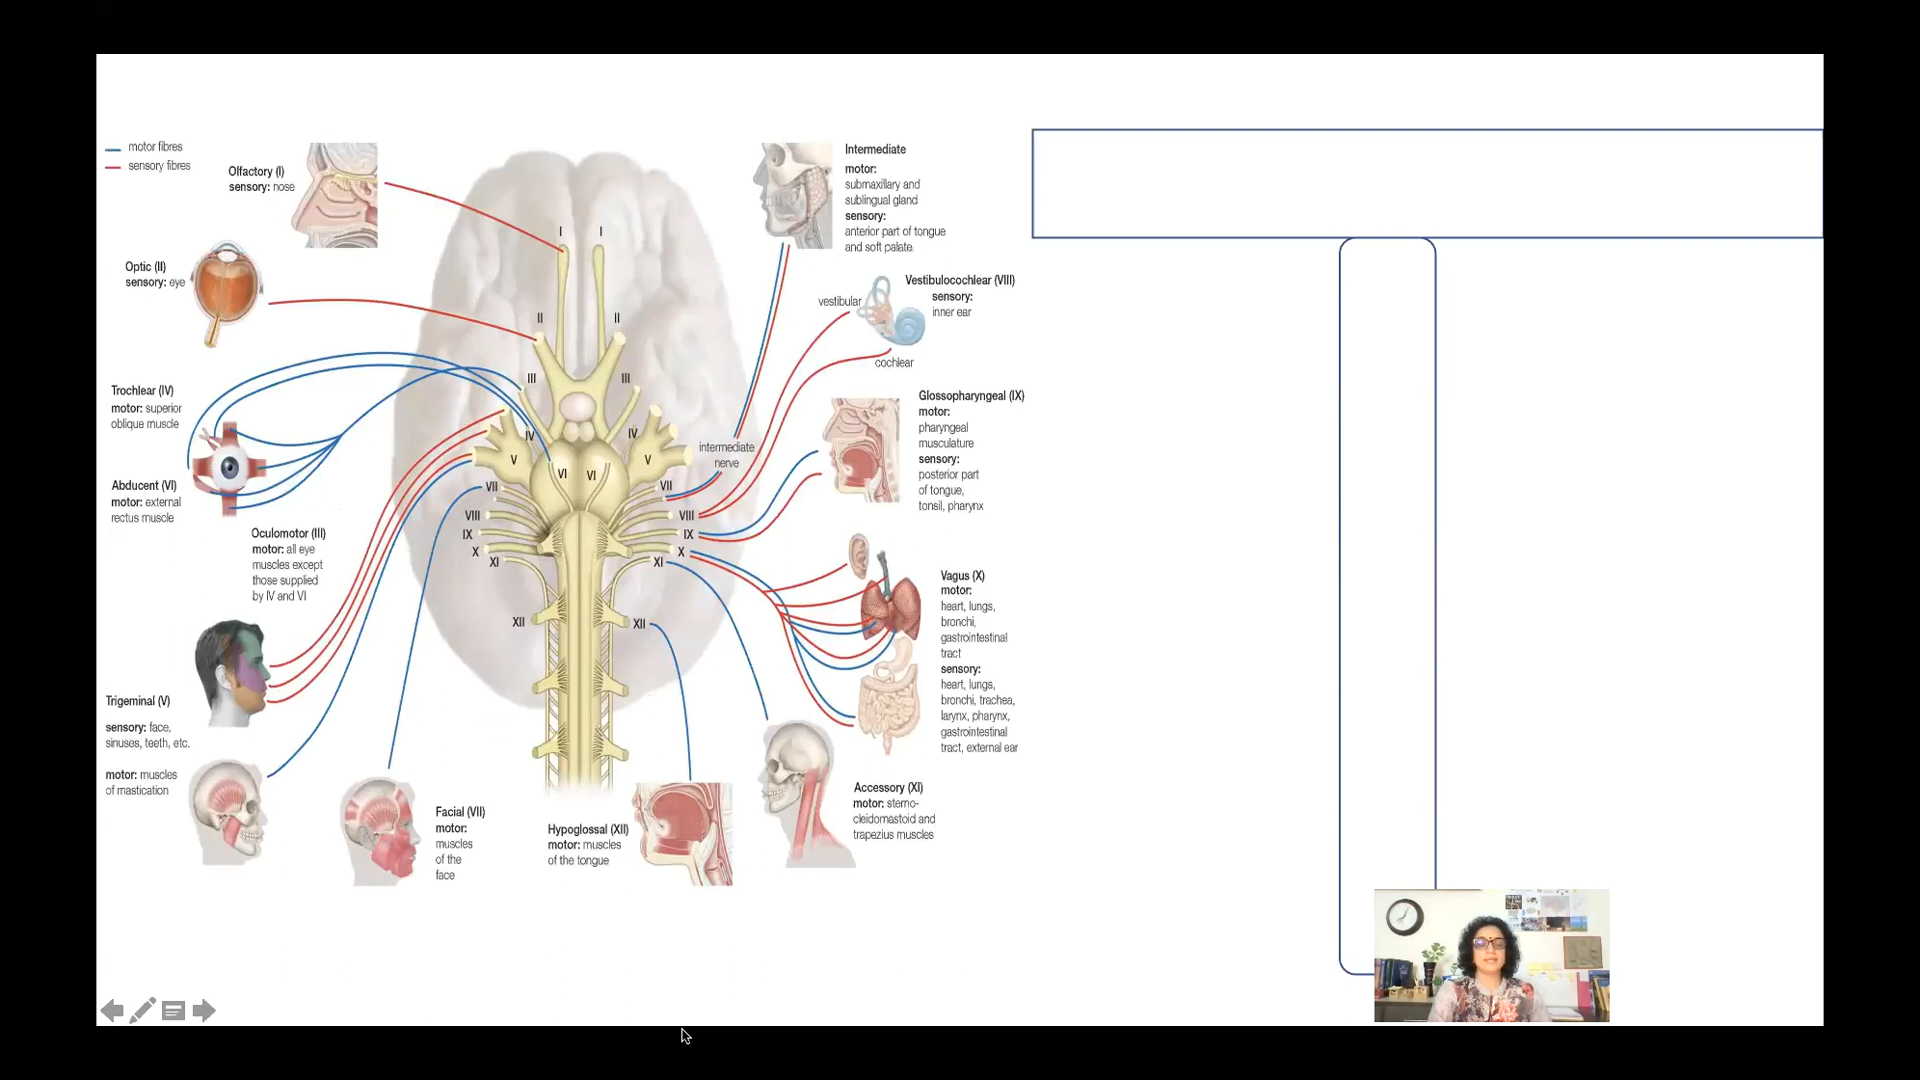 motor fibres
sensory fibres
Olfactory (I)
sensory: nose
Optic (II)
sensory: eye
Trochlear (IV)
motor: superior
oblique muscle
Abducent (VI)
motor: external
rectus muscle
Oculomotor (III)
motor: all eye
muscles except
those supplied
by IV and VI
Trigeminal (V)
sensory: face,
sinuses, teeth, etc.
motor: muscles
of mastication
Facial (VII)
motor:
muscles
of the
face
Hypoglossal (XII)
motor: muscles
of the tongue
I I
II II
III III
IV IV
V VI VI V
VII VII
VIII VIII
IX IX
X X
XI XI
XII XII
intermediate
nerve
Intermediate
motor:
submaxillary and
sublingual gland
sensory:
anterior part of tongue
and soft palate
Vestibulocochlear (VIII)
sensory:
inner ear
vestibular
cochlear
Glossopharyngeal (IX)
motor:
pharyngeal
musculature
sensory:
posterior part
of tongue,
tonsil, pharynx
Vagus (X)
motor:
heart, lungs,
bronchi,
gastrointestinal
tract
sensory:
heart, lungs,
bronchi, trachea,
larynx, pharynx,
gastrointestinal
tract, external ear
Accessory (XI)
motor: sterno-
cleidomastoid and
trapezius muscles